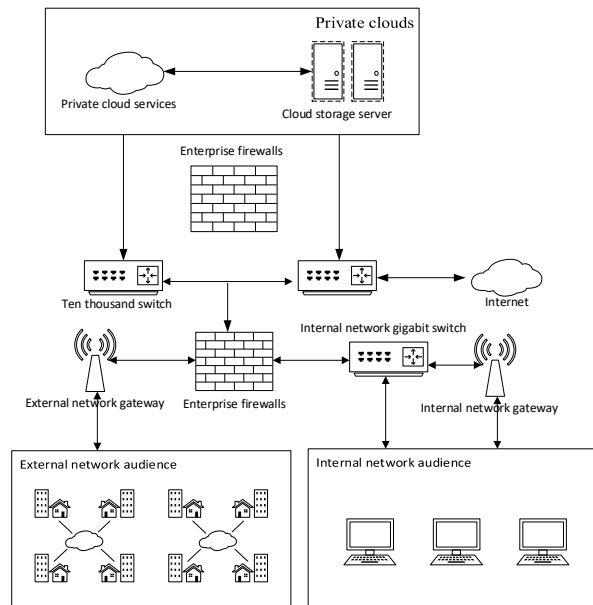 Private clouds
Private cloud services
Cloud storage server
Enterprise firewalls
Ten thousand switch
Internet
Internal network gigabit switch
External network gateway
Enterprise firewalls
Internal network gateway
External network audience
Internal network audience